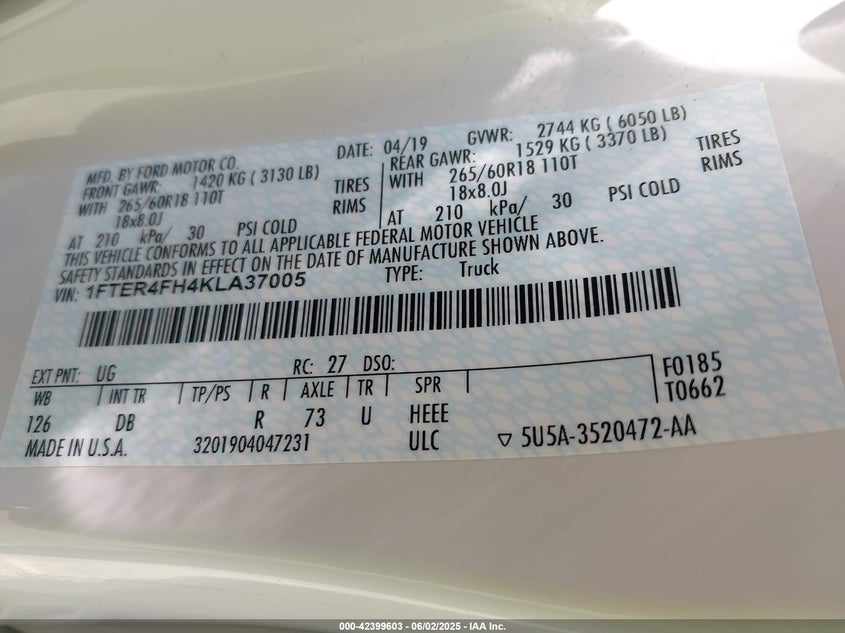 MFD. BY FORD MOTOR CO.
DATE: 04/19 GVWR: 2744 KG ( 6050 LB)
FRONT GAWR: 1420 KG ( 3130 LB)
REAR GAWR: 1529 KG ( 3370 LB)
WITH 265/60R18 110T TIRES
WITH 265/60R18 110T TIRES
18x8.0J RIMS
18x8.0J RIMS
AT 210 kPa/ 30 PSI COLD
AT 210 kPa/ 30 PSI COLD
THIS VEHICLE CONFORMS TO ALL APPLICABLE FEDERAL MOTOR VEHICLE
SAFETY STANDARDS IN EFFECT ON THE DATE OF MANUFACTURE SHOWN ABOVE.
VIN: 1FTER4FH4KLA37005 TYPE: Truck
EXT PNT: UG RC: 27 DSO: F0185
WB INT TR TP/PS R AXLE TR SPR T0662
126 DB R 73 U HEEE
MADE IN U.S.A. 3201904047231 ULC ▽ 5U5A-3520472-AA
000-42399603 - 06/02/2025 - IAA Inc.